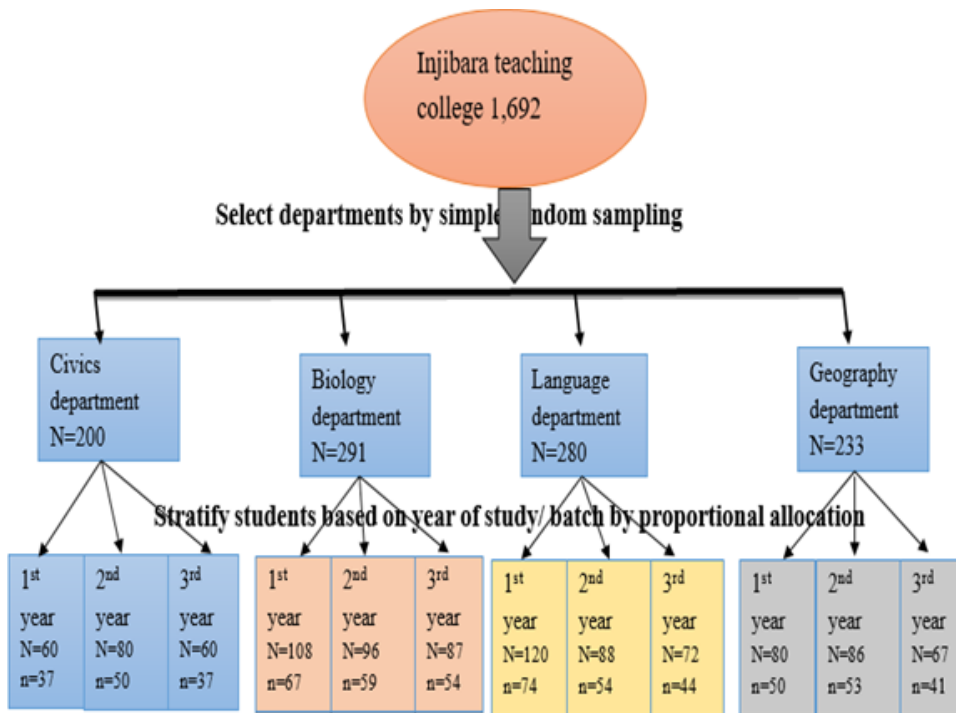 Injibara teaching
college 1,692
Select departments by simple random sampling
Civics
department
N=200
Biology
department
N=291
Language
department
N=280
Geography
department
N=233
Stratify students based on year of study/ batch by proportional allocation
1st
year
N=60
n=37
2nd
year
N=80
n=50
3rd
year
N=60
n=37
1st
year
N=108
n=67
2nd
year
N=96
n=59
3rd
year
N=87
n=54
1st
year
N=120
n=74
2nd
year
N=88
n=54
3rd
year
N=72
n=44
1st
year
N=80
n=50
2nd
year
N=86
n=53
3rd
year
N=67
n=41